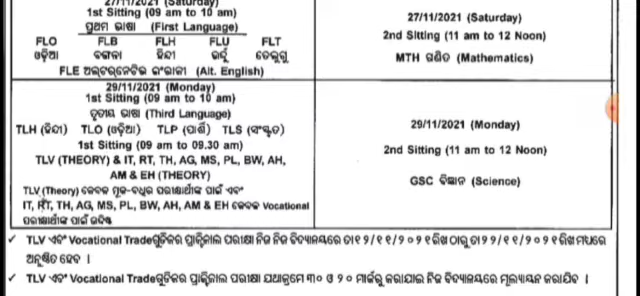 27/11/2021 (Saturday)
1st Sitting (09 am to 10 am)
ପ୍ରଥମ ଭାଷା (First Language)
FLO FLB FLH FLU FLT
ଓଡ଼ିଆ ବଙ୍ଗଳା ହିନ୍ଦୀ ଉର୍ଦ୍ଦୁ ତେଲୁଗୁ
FLE ଅଲ୍‌ଟରନେଟିଭ ଇଂରାଜୀ (Alt. English)
27/11/2021 (Saturday)
2nd Sitting (11 am to 12 Noon)
MTH ଗଣିତ (Mathematics)
29/11/2021 (Monday)
1st Sitting (09 am to 10 am)
ତୃତୀୟ ଭାଷା (Third Language)
TLH (ହିନ୍ଦୀ) TLO (ଓଡ଼ିଆ) TLP (ପାର୍ଶି) TLS (ସଂସ୍କୃତ)
1st Sitting (09 am to 09.30 am)
TLV (THEORY) & IT, RT, TH, AG, MS, PL, BW, AH,
AM & EH (THEORY)
TLV (Theory) କେବଳ ମୂକ-ବଧିର ପରୀକ୍ଷାର୍ଥୀଙ୍କ ପାଇଁ ଏବଂ
IT, RT, TH, AG, MS, PL, BW, AH, AM & EH କେବଳ Vocational
ପରୀକ୍ଷାର୍ଥୀଙ୍କ ପାଇଁ ଉଦ୍ଦିଷ୍ଟ
29/11/2021 (Monday)
2nd Sitting (11 am to 12 Noon)
GSC ବିଜ୍ଞାନ (Science)
✓ TLV ଏବଂ Vocational Tradeଗୁଡ଼ିକର ପ୍ରାକ୍ଟିକାଲ ପରୀକ୍ଷା ନିଜ ନିଜ ବିଦ୍ୟାଳୟରେ ତା୧୨/୧୧/୨୦୨୧ରିଖ ଠାରୁ ତା୨୨/୧୧/୨୦୨୧ରିଖ ମଧ୍ୟରେ
ଅନୁଷ୍ଠିତ ହେବ ।
✓ TLV ଏବଂ Vocational Tradeଗୁଡ଼ିକର ପ୍ରାକ୍ଟିକାଲ ପରୀକ୍ଷା ଯଥାକ୍ରମେ ୩୦ ଓ ୨୦ ମାର୍କରୁ କରାଯାଇ ନିଜ ବିଦ୍ୟାଳୟରେ ମୂଲ୍ୟାୟନ କରାଯିବ ।